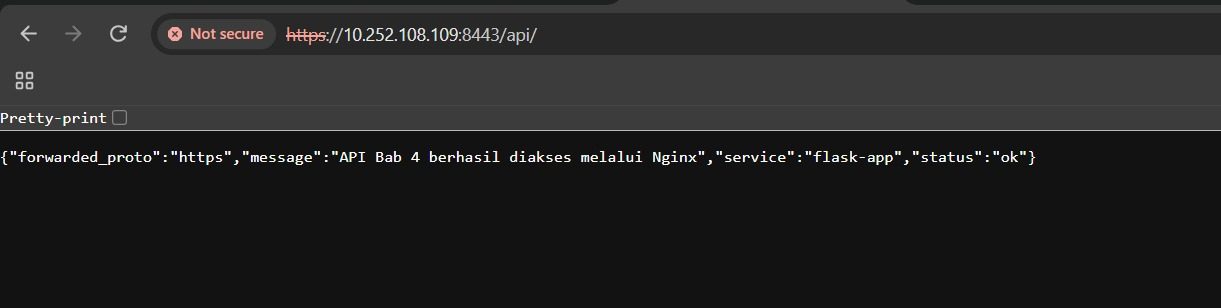 Not secure https://10.252.108.109:8443/api/
Pretty-print
{"forwarded_proto":"https","message":"API Bab 4 berhasil diakses melalui Nginx","service":"flask-app","status":"ok"}